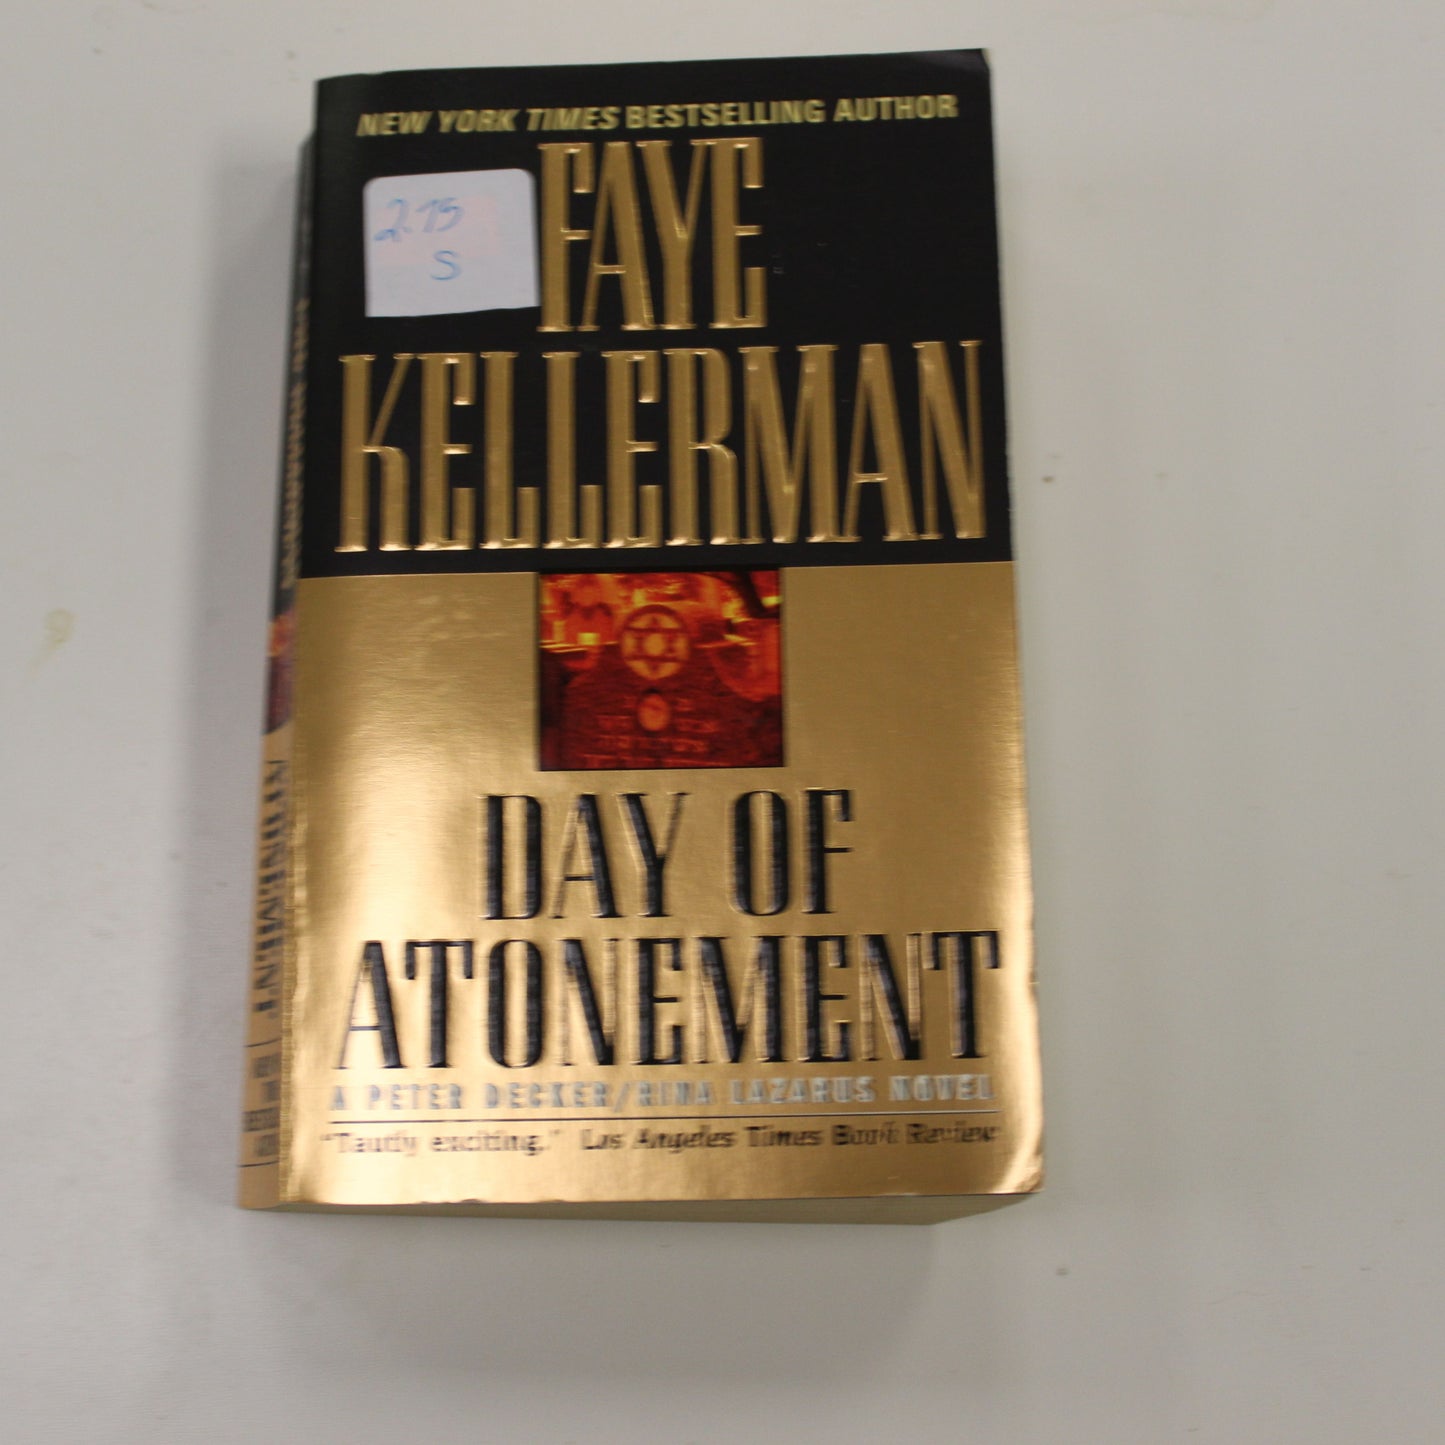 NEW YORK TIMES BESTSELLING AUTHOR
2.75
S
FAYE
KELLERMAN
DAY OF
ATONEMENT
A PETER DECKER/RINA LAZARUS NOVEL
"Tautly exciting." Los Angeles Times Book Review
ATONEMENT